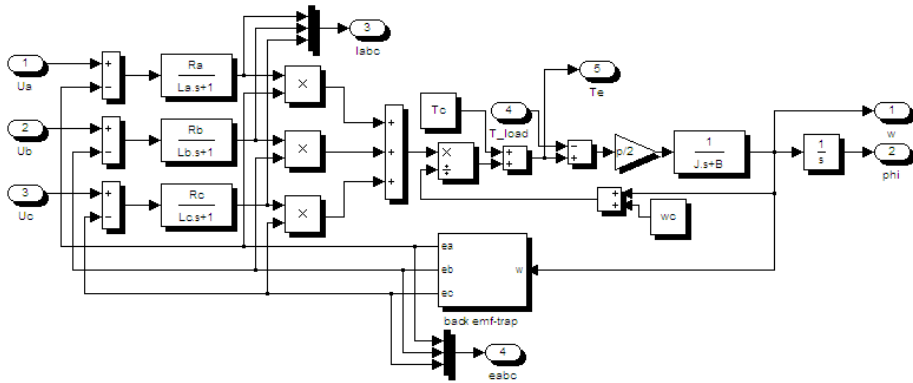 3
Iabc
1
Ua
+
−
Ra
La.s+1
×
5
Te
2
Ub
+
−
Rb
Lb.s+1
×
+
+
+
Tc
4
T_load
×
÷
+
+
−
+
p/2
1
J.s+B
1
s
1
w
2
phi
3
Uc
+
−
Rc
Lc.s+1
×
+
+
wc
ea
eb
ec
w
back emf-trap
4
eabc